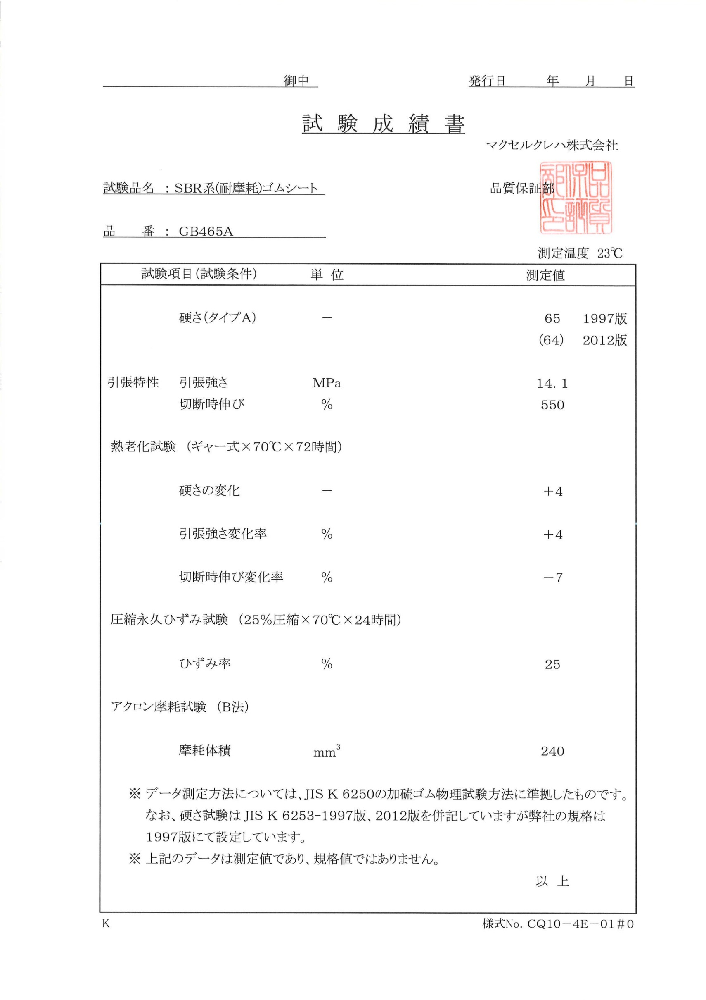 御中
発行日 年 月 日
試験成績書
マクセルクレハ株式会社
試験品名 : SBR系(耐摩耗)ゴムシート
品質保証部
品質保証部印
品 番 : GB465A
測定温度 23℃
試験項目(試験条件) 単位 測定値
硬さ(タイプA) － 65 1997版
(64) 2012版
引張特性 引張強さ MPa 14.1
切断時伸び % 550
熱老化試験 (ギャー式×70℃×72時間)
硬さの変化 － +4
引張強さ変化率 % +4
切断時伸び変化率 % －7
圧縮永久ひずみ試験 (25%圧縮×70℃×24時間)
ひずみ率 % 25
アクロン摩耗試験 (B法)
摩耗体積 mm³ 240
※ データ測定方法については、JIS K 6250の加硫ゴム物理試験方法に準拠したものです。
なお、硬さ試験は JIS K 6253-1997版、2012版を併記していますが弊社の規格は
1997版にて設定しています。
※ 上記のデータは測定値であり、規格値ではありません。
以 上
K 様式No. CQ10－4E－01#0